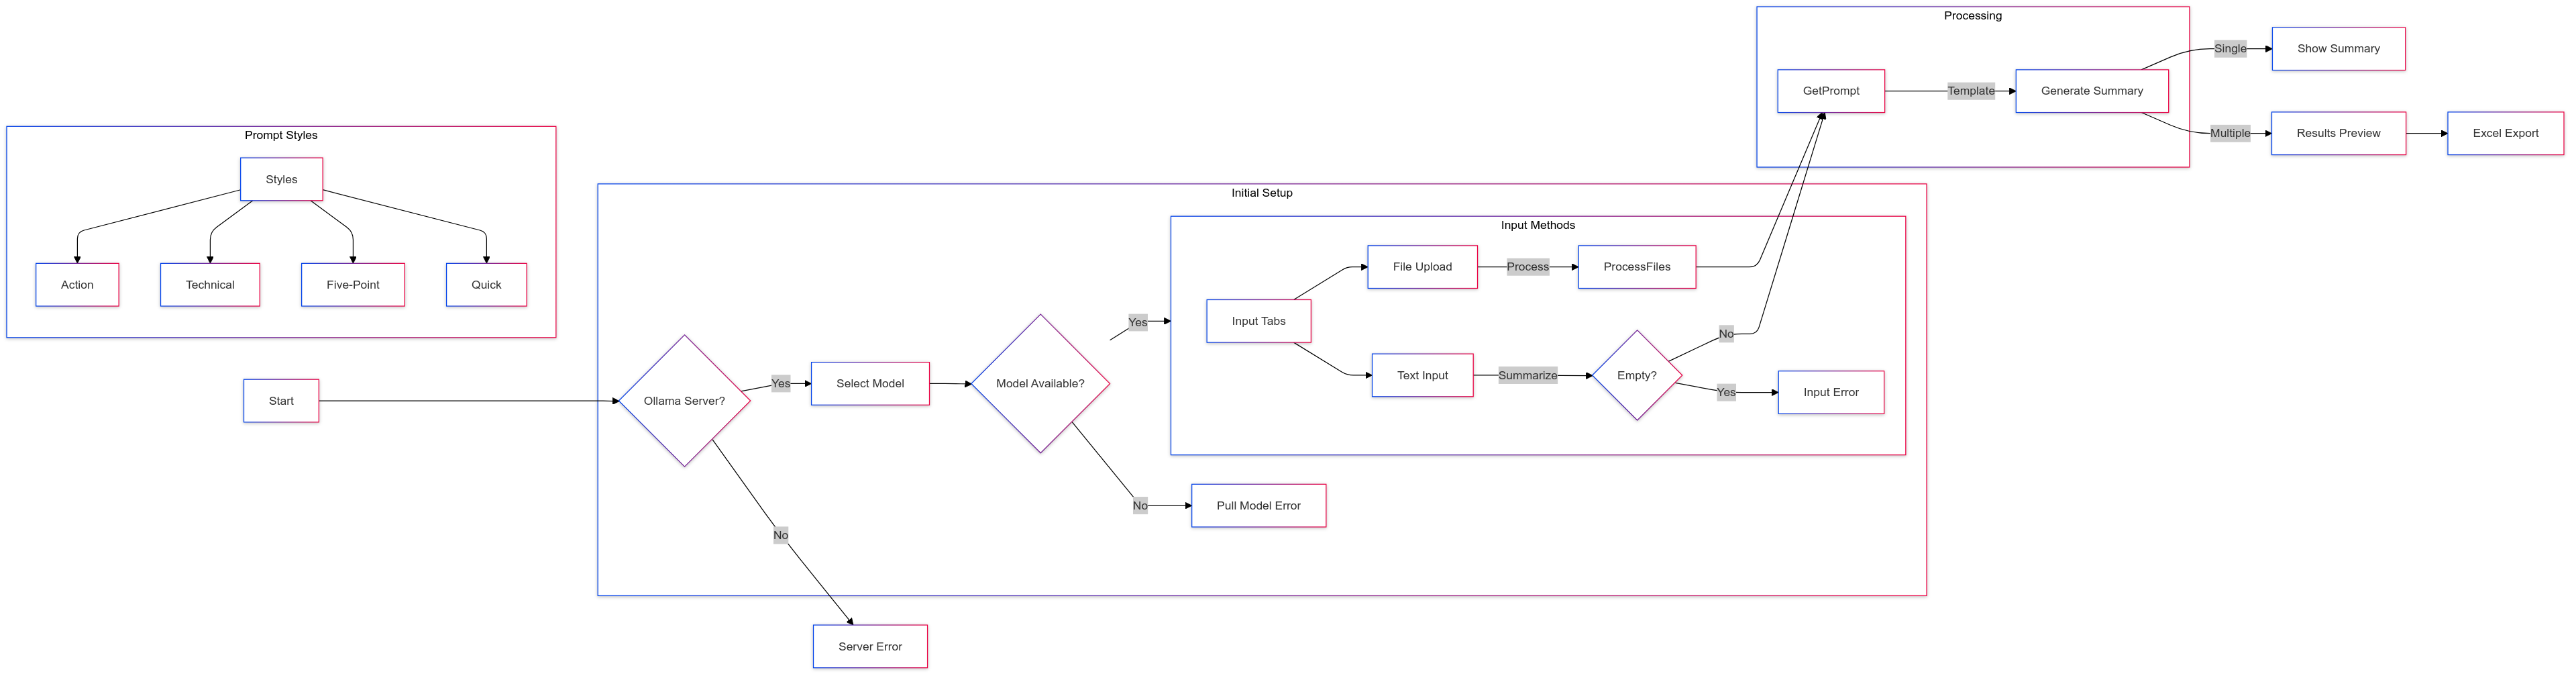 Prompt Styles
Styles
Action
Technical
Five-Point
Quick
Start
Initial Setup
Ollama Server?
Yes
Select Model
Model Available?
No
Server Error
Yes
No
Pull Model Error
Input Methods
Input Tabs
File Upload
Process
ProcessFiles
Text Input
Summarize
Empty?
No
Yes
Input Error
Processing
GetPrompt
Template
Generate Summary
Single
Show Summary
Multiple
Results Preview
Excel Export